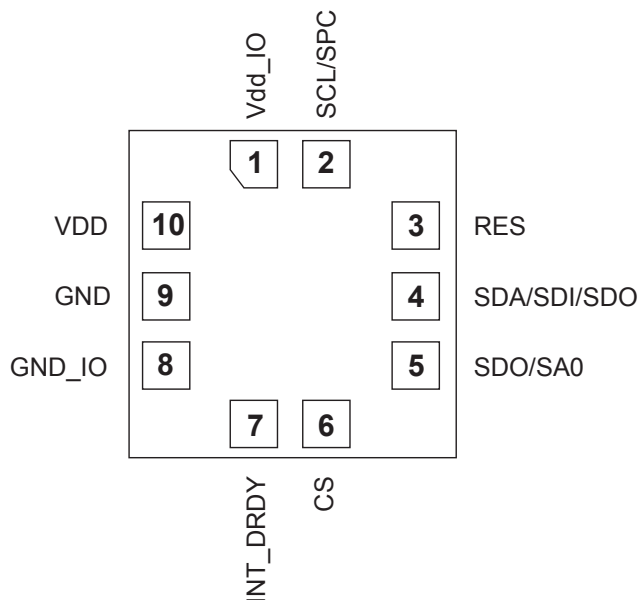 Vdd_IO
SCL/SPC
1
2
VDD
10
3
RES
GND
9
4
SDA/SDI/SDO
GND_IO
8
5
SDO/SA0
7
6
INT_DRDY
CS